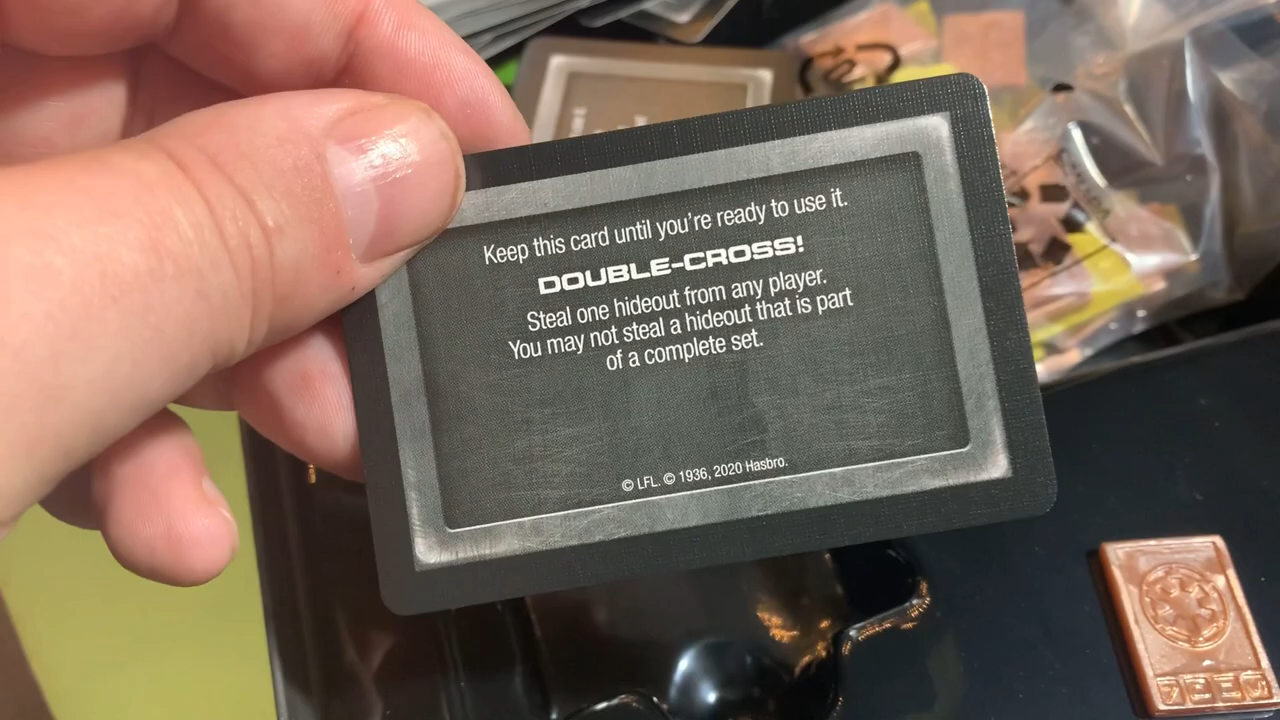 Keep this card until you're ready to use it.
DOUBLE-CROSS!
Steal one hideout from any player.
You may not steal a hideout that is part
of a complete set.
© LFL. © 1936, 2020 Hasbro.